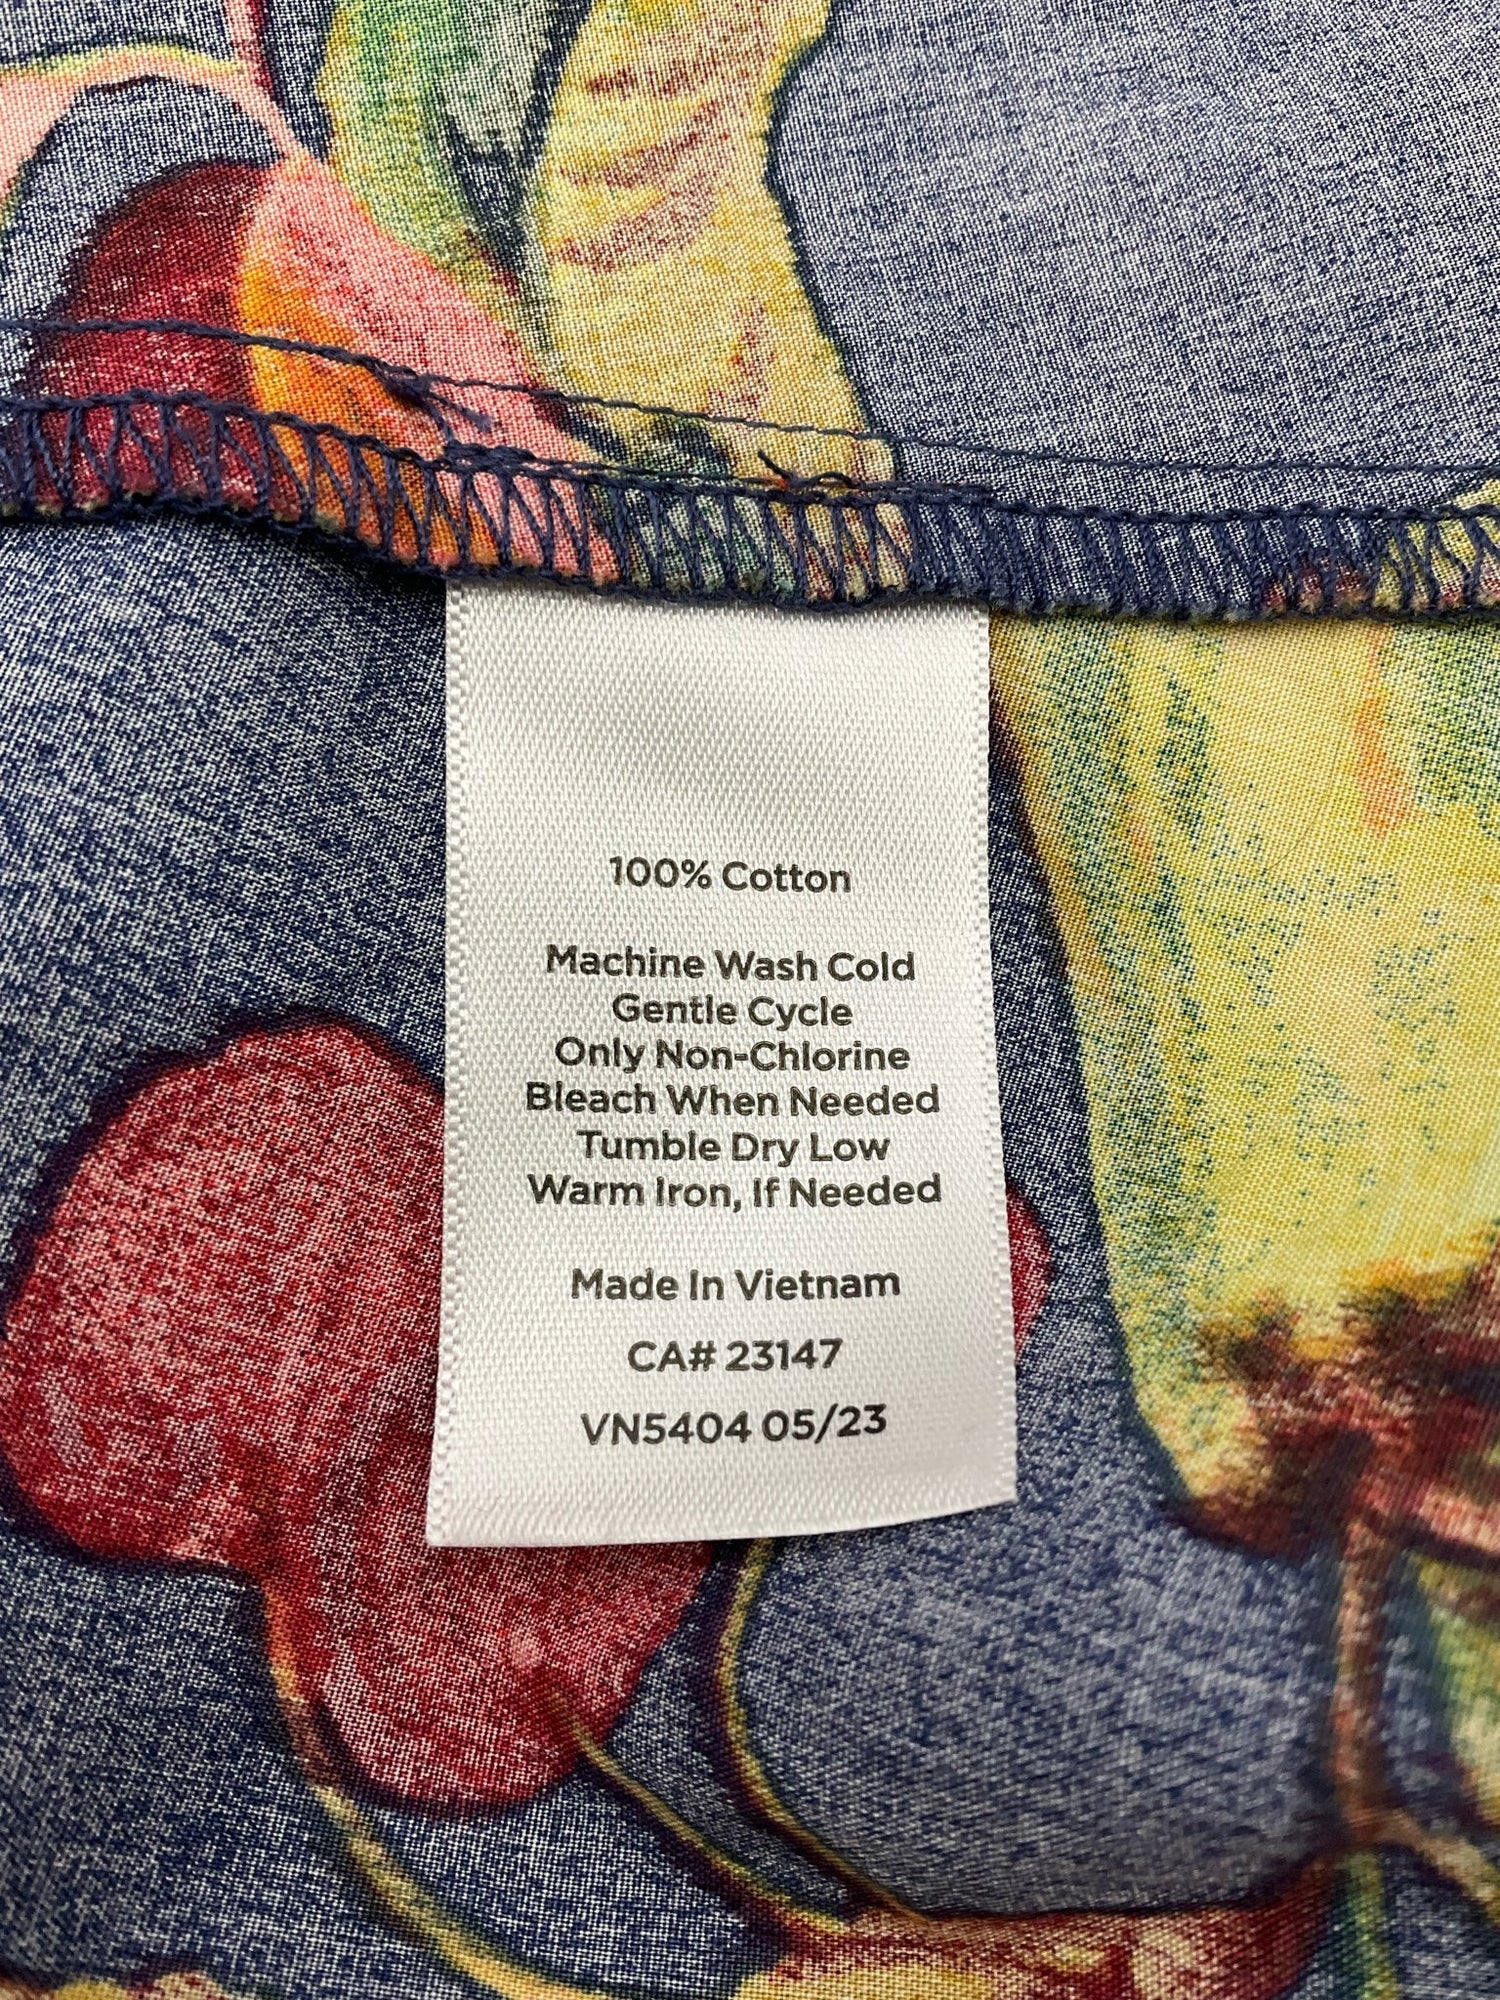 100% Cotton
Machine Wash Cold
Gentle Cycle
Only Non-Chlorine
Bleach When Needed
Tumble Dry Low
Warm Iron, If Needed
Made In Vietnam
CA# 23147
VN5404 05/23